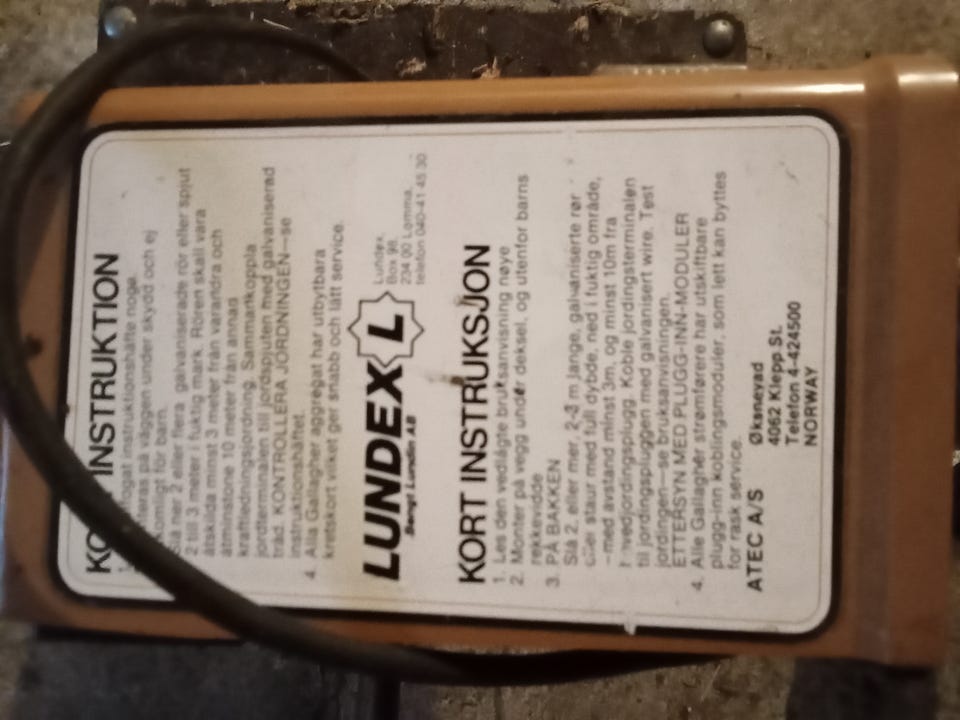 INSTRUKTION
instruktionshäfte noga.
på väggen under skydd och ej
för barn.
Slå ner 2 eller flera galvaniserade rör eller spjut
2 till 3 meter i fuktig mark. Rören skall vara
åtskilda minst 3 meter från varandra och
åtminstone 10 meter från annan
kraftledningsjordning. Sammankoppla
jordterminalen till jordspjuten med galvaniserad
tråd. KONTROLLERA JORDNINGEN—se
instruktionshäftet.
4. Alla Gallagher aggregat har utbytbara
kretskort vilket ger snabb och lätt service.
LUNDEX L
Bengt Lundin AB
Lundex,
Box 98,
234 00 Lomma,
telefon 040-41 45 30
KORT INSTRUKSJON
1. Les den vedlagte bruksanvisning nøye
2. Monter på vegg under deksel, og utenfor barns
rekkevidde
3. PÅ BAKKEN
Slå 2, eller mer, 2-3 m lange, galvaniserte rør
eller staur med full dybde, ned i fuktig område,
—med avstand minst 3m, og minst 10m fra
hovedjordingsplugg. Koble jordingsterminalen
til jordingspluggen med galvanisert wire. Test
jordingen—se bruksanvisningen.
ETTERSYN MED PLUGG-INN-MODULER
4. Alle Gallagher strømførere har utskiftbare
plugg-inn koblingsmoduler, som lett kan byttes
for rask service.
ATEC A/S Øksnevad
4062 Klepp St.
Telefon 4-424500
NORWAY